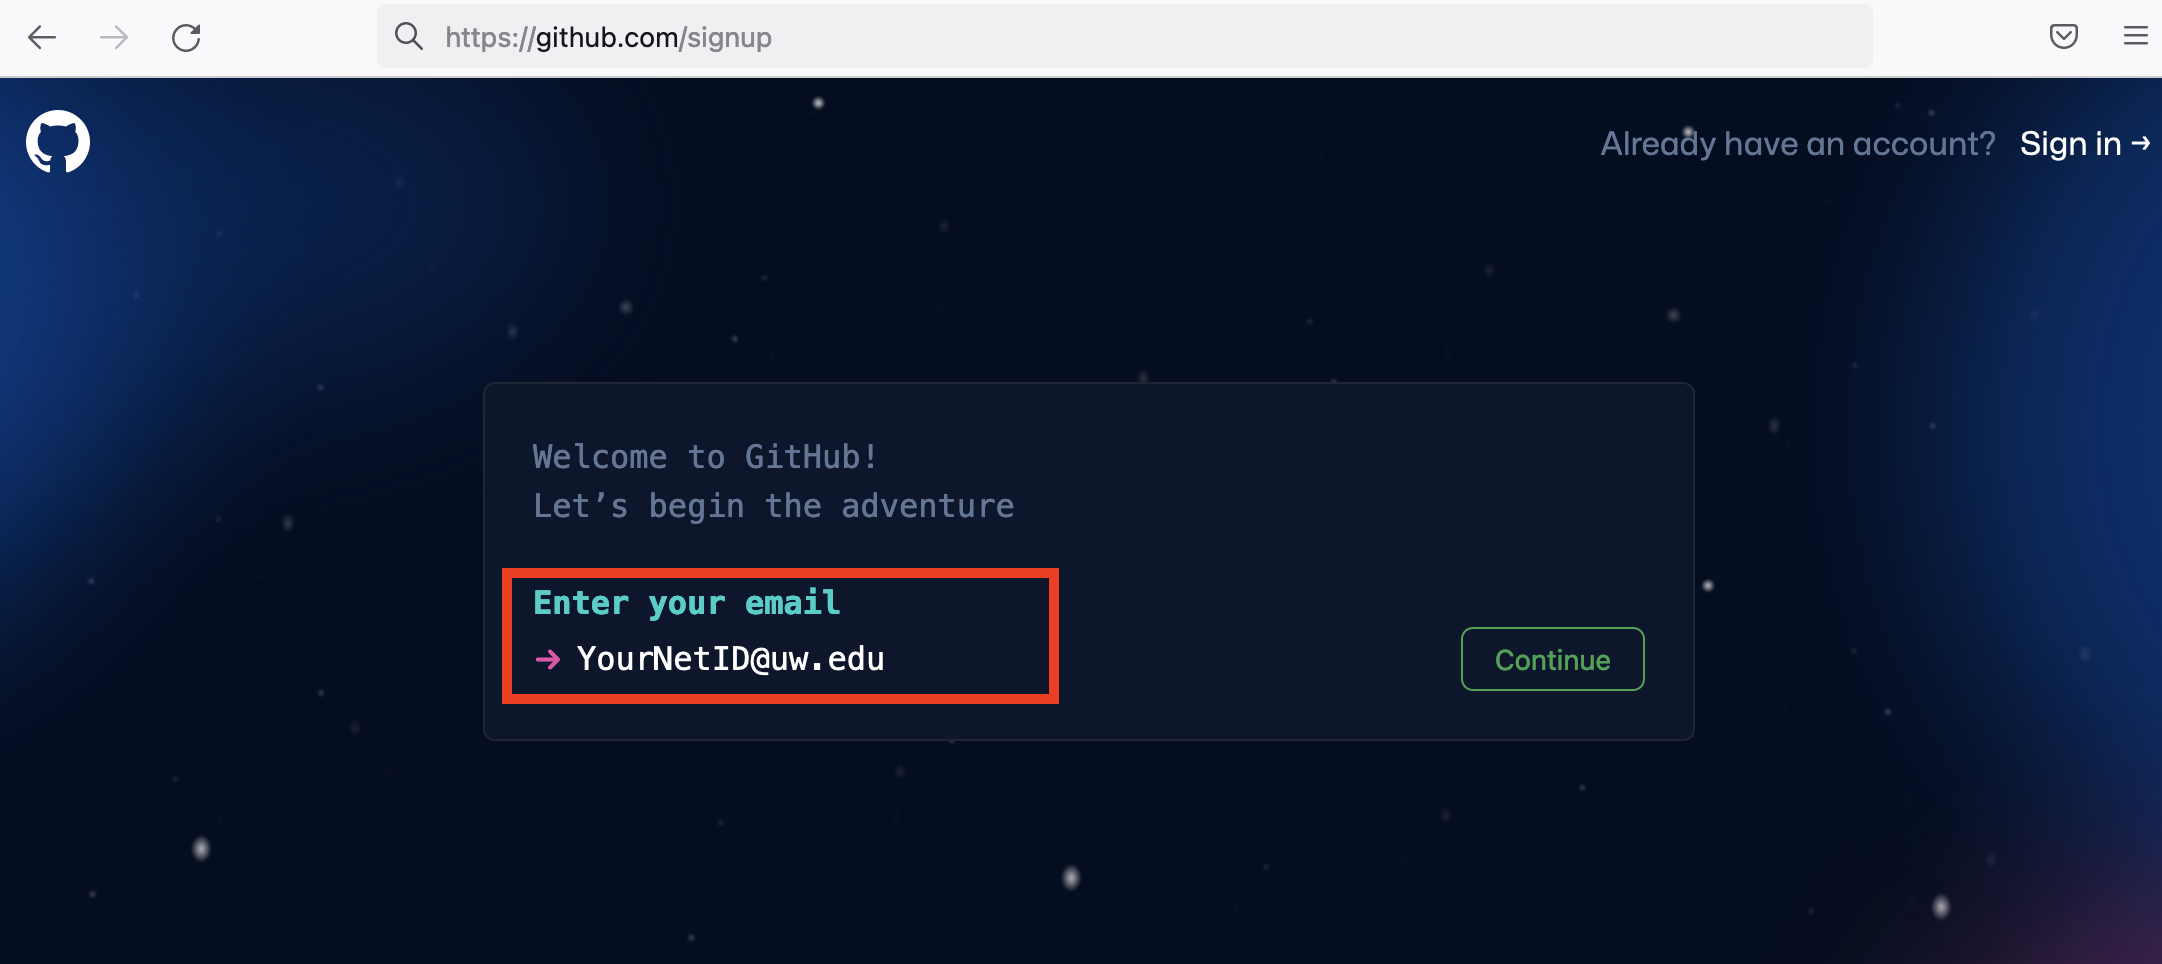 https://github.com/signup
Already have an account? Sign in →
Welcome to GitHub!
Let’s begin the adventure
Enter your email
→ YourNetID@uw.edu
Continue